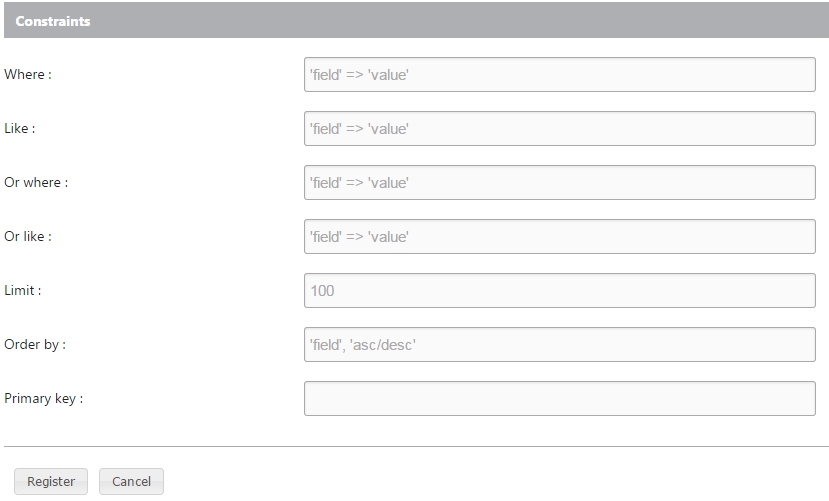 Constraints
Where : 'field' => 'value'
Like : 'field' => 'value'
Or where : 'field' => 'value'
Or like : 'field' => 'value'
Limit : 100
Order by : 'field', 'asc/desc'
Primary key :
Register Cancel